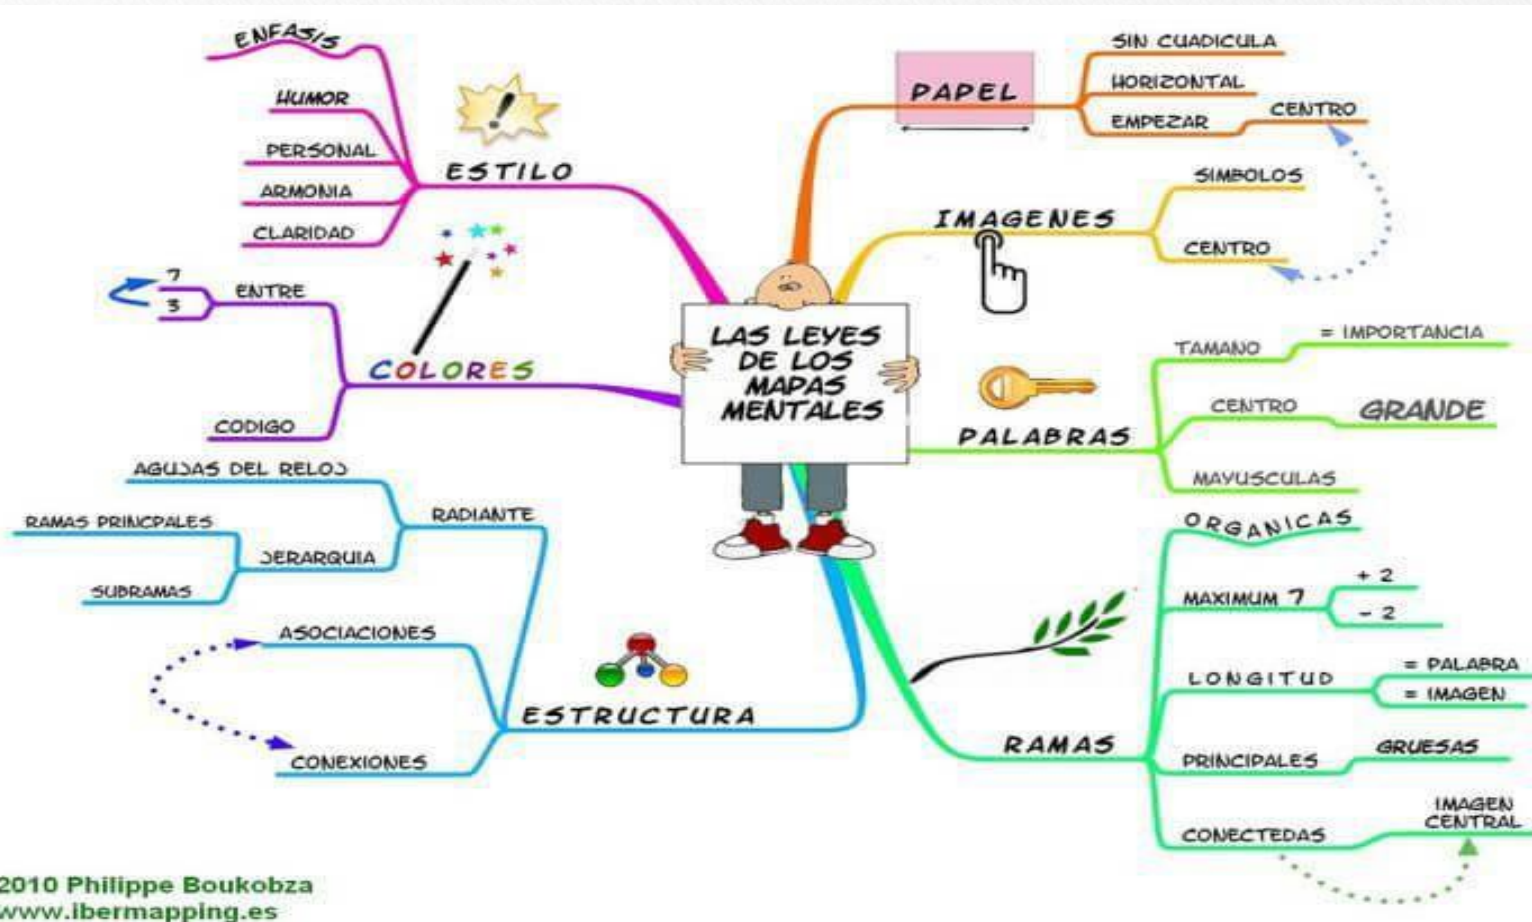 LAS LEYES
DE LOS
MAPAS
MENTALES
PAPEL
SIN CUADICULA
HORIZONTAL
EMPEZAR
CENTRO
IMAGENES
SIMBOLOS
CENTRO
PALABRAS
TAMANO
= IMPORTANCIA
CENTRO
GRANDE
MAYUSCULAS
RAMAS
ORGANICAS
MAXIMUM 7
+ 2
- 2
LONGITUD
= PALABRA
= IMAGEN
PRINCIPALES
GRUESAS
CONECTEDAS
IMAGEN
CENTRAL
ESTRUCTURA
RADIANTE
AGUJAS DEL RELOJ
JERARQUIA
RAMAS PRINCPALES
SUBRAMAS
ASOCIACIONES
CONEXIONES
COLORES
ENTRE
7
3
CODIGO
ESTILO
!
ENFASIS
HUMOR
PERSONAL
ARMONIA
CLARIDAD
2010 Philippe Boukobza
www.ibermapping.es